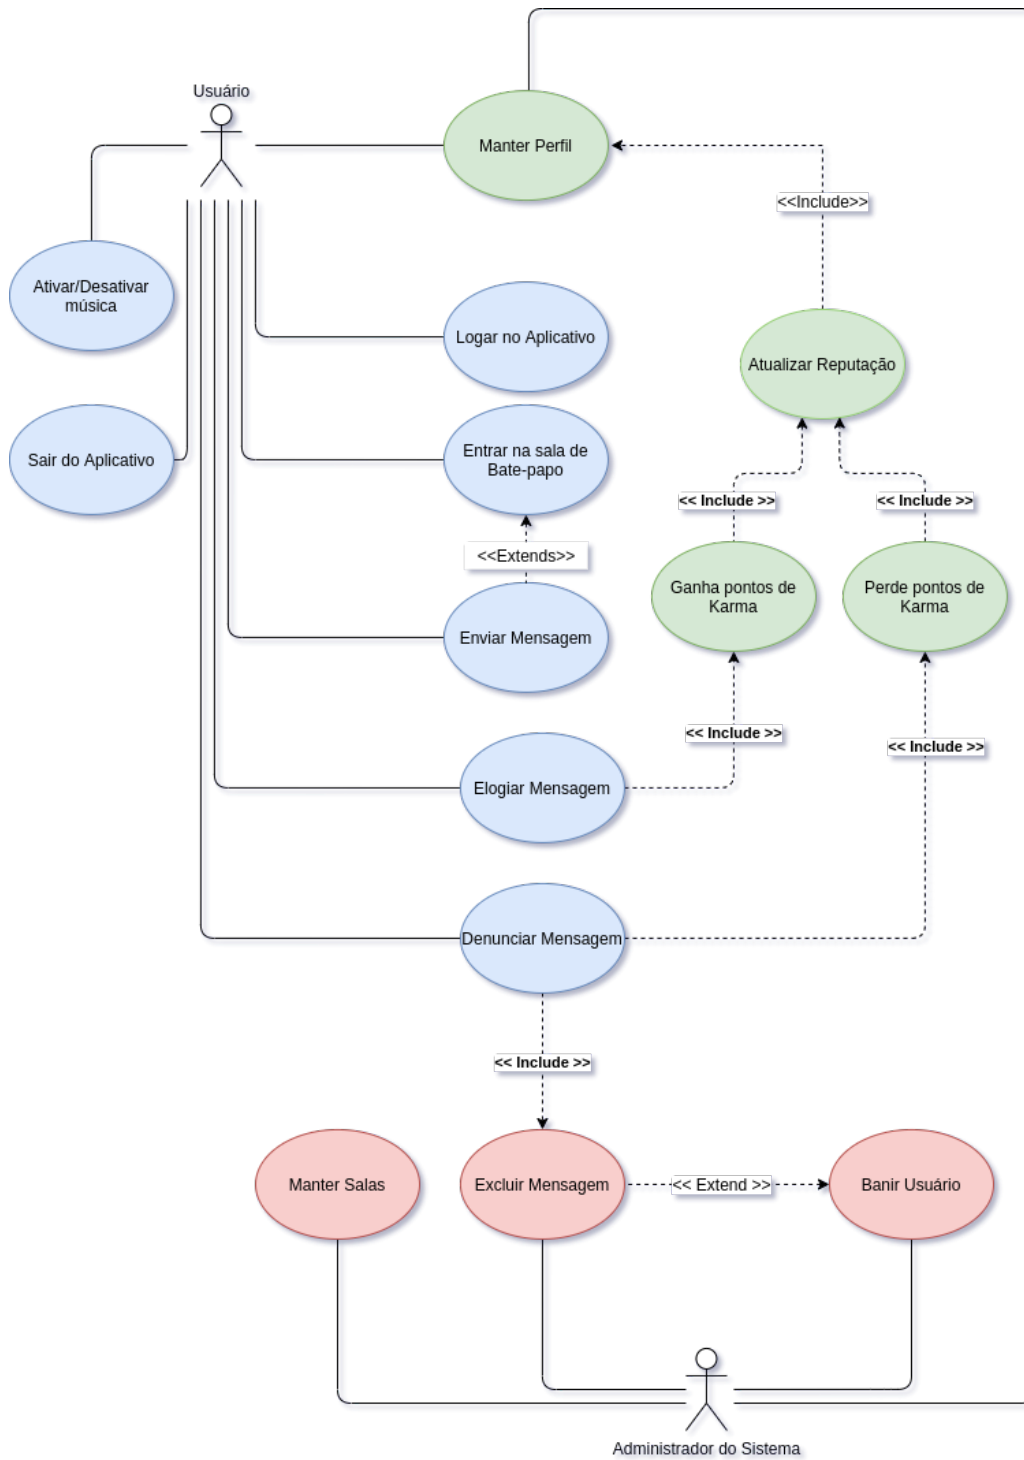 Usuário
Manter Perfil
<<Include>>
Ativar/Desativar
música
Logar no Aplicativo
Atualizar Reputação
Sair do Aplicativo
Entrar na sala de
Bate-papo
<< Include >>
<< Include >>
<<Extends>>
Ganha pontos de
Karma
Perde pontos de
Karma
Enviar Mensagem
<< Include >>
<< Include >>
Elogiar Mensagem
Denunciar Mensagem
<< Include >>
Manter Salas
Excluir Mensagem
<< Extend >>
Banir Usuário
Administrador do Sistema